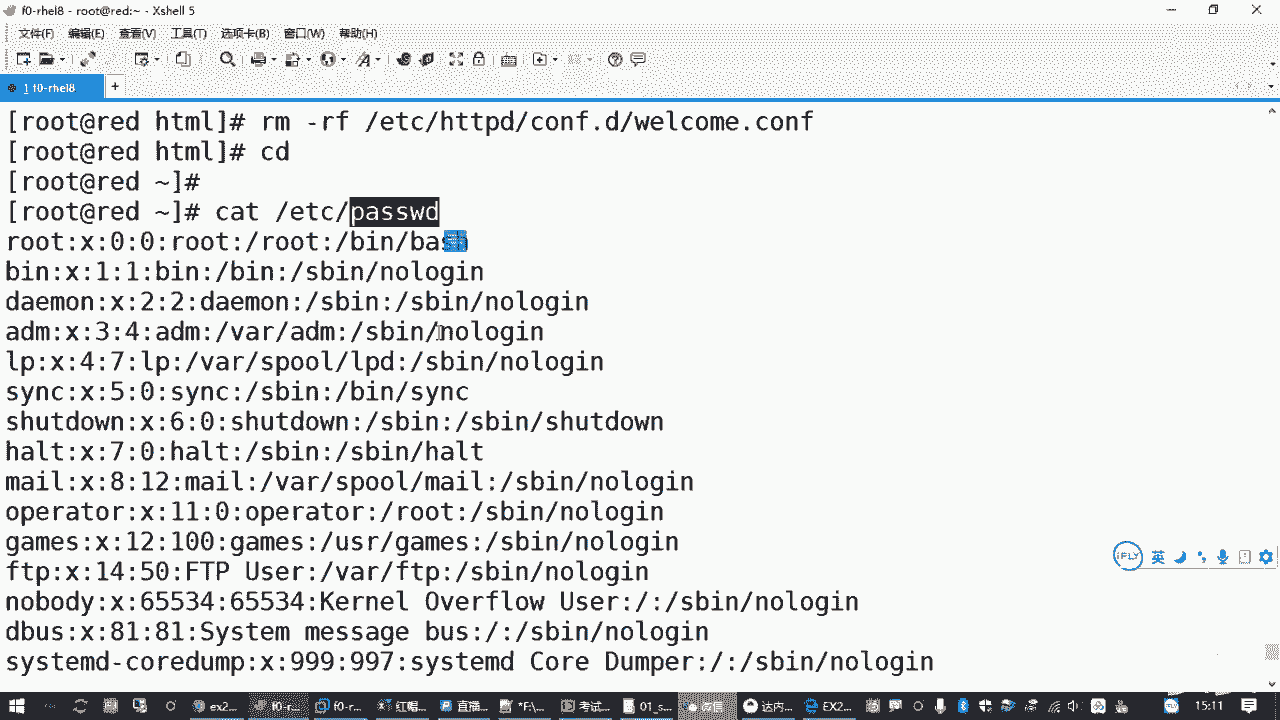 f0-rhel8 - root@red:~ - Xshell 5
文件(F) 编辑(E) 查看(V) 工具(T) 选项卡(B) 窗口(W) 帮助(H)
1 f0-rhel8 +
[root@red html]# rm -rf /etc/httpd/conf.d/welcome.conf
[root@red html]# cd
[root@red ~]#
[root@red ~]# cat /etc/passwd
root:x:0:0:root:/root:/bin/bash
bin:x:1:1:bin:/bin:/sbin/nologin
daemon:x:2:2:daemon:/sbin:/sbin/nologin
adm:x:3:4:adm:/var/adm:/sbin/nologin
lp:x:4:7:lp:/var/spool/lpd:/sbin/nologin
sync:x:5:0:sync:/sbin:/bin/sync
shutdown:x:6:0:shutdown:/sbin:/sbin/shutdown
halt:x:7:0:halt:/sbin:/sbin/halt
mail:x:8:12:mail:/var/spool/mail:/sbin/nologin
operator:x:11:0:operator:/root:/sbin/nologin
games:x:12:100:games:/usr/games:/sbin/nologin
ftp:x:14:50:FTP User:/var/ftp:/sbin/nologin
nobody:x:65534:65534:Kernel Overflow User:/:/sbin/nologin
dbus:x:81:81:System message bus:/:/sbin/nologin
systemd-coredump:x:999:997:systemd Core Dumper:/:/sbin/nologin
iFLY 英
ex2... f0-r... f0-r... 红帽... 直播... *F:\... 考试... 01_s... 微信 达内... EX2... 15:11